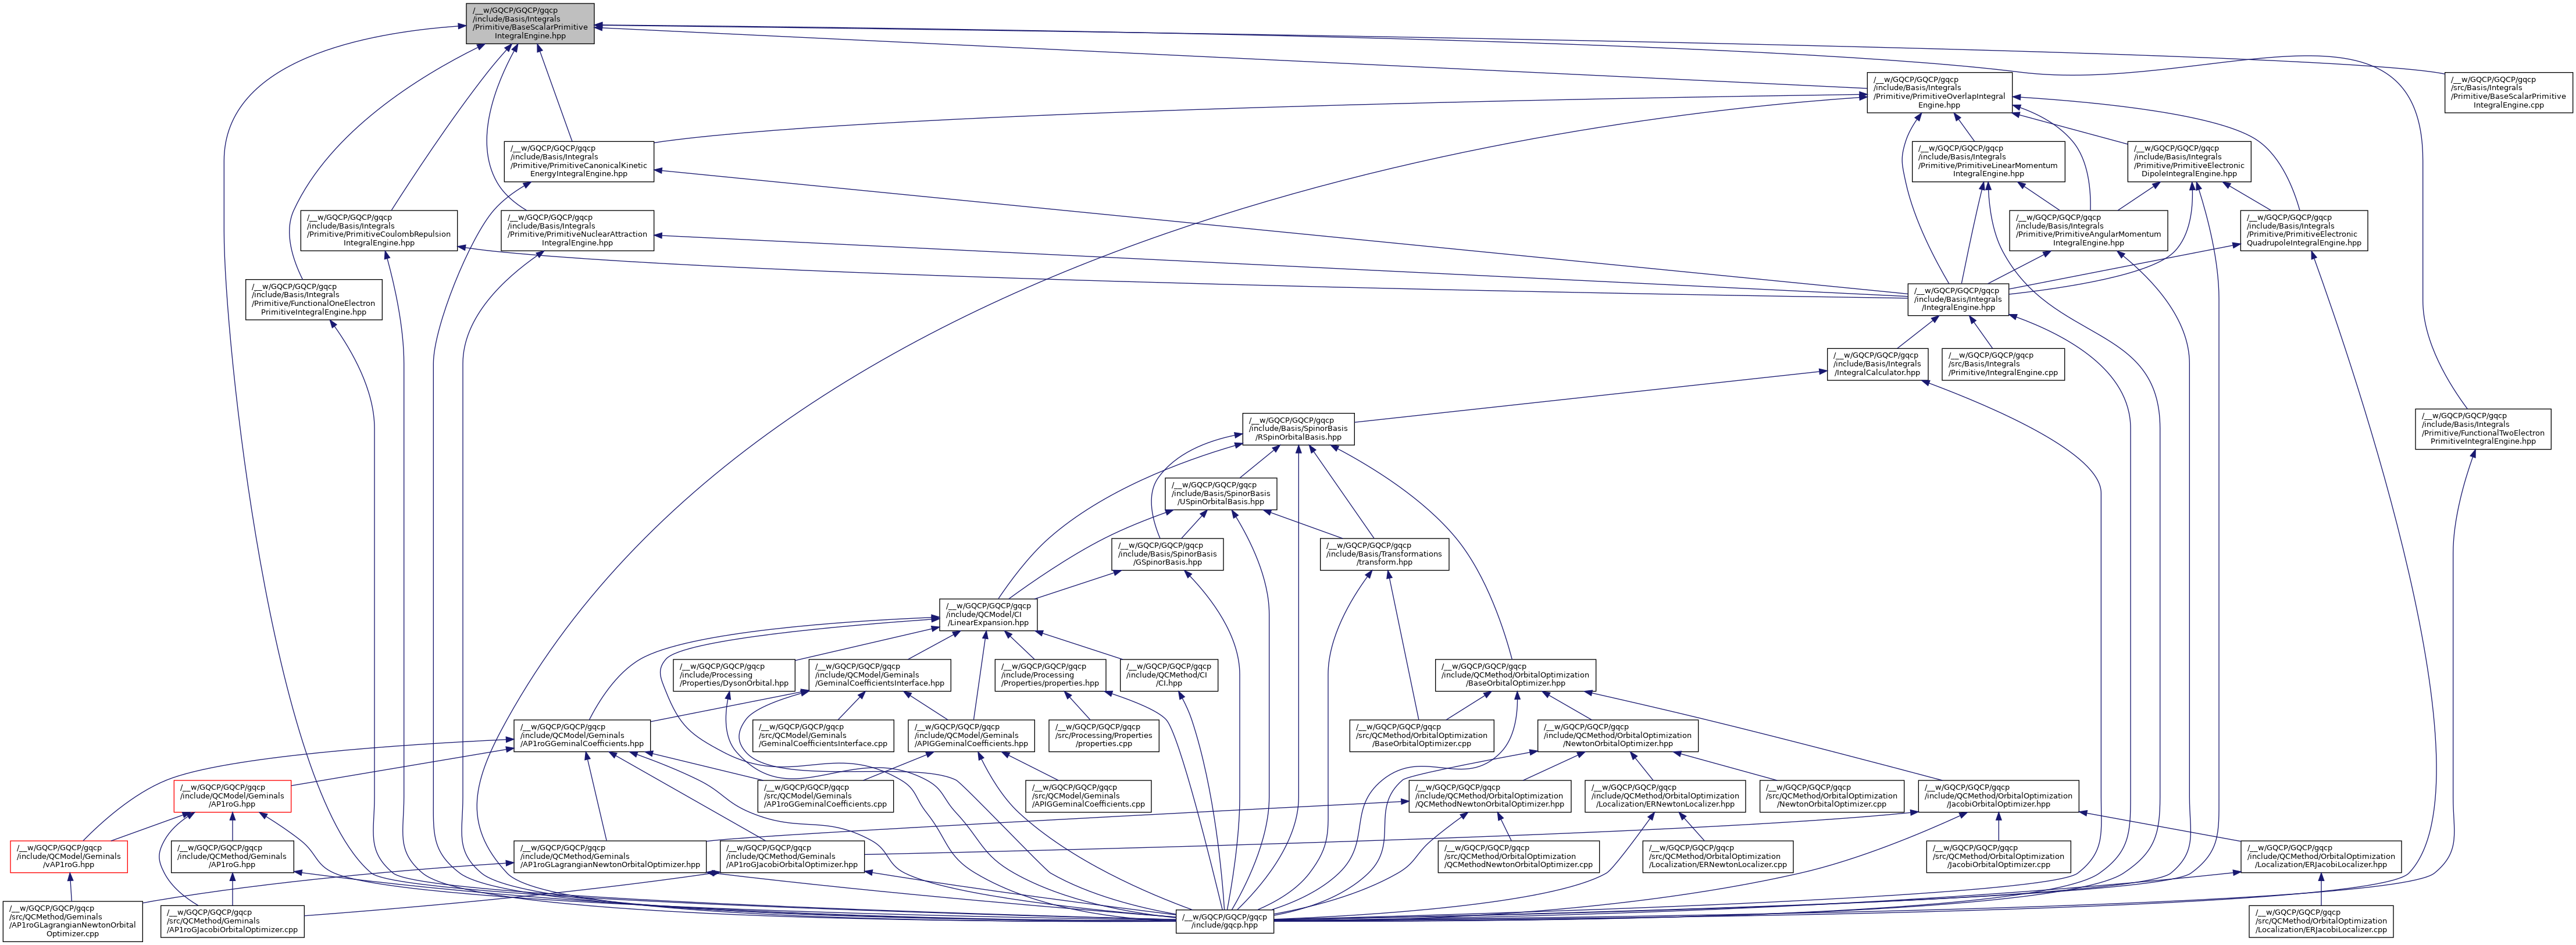 /__w/GQCP/GQCP/gqcp
/include/Basis/Integrals
/Primitive/BaseScalarPrimitive
IntegralEngine.hpp
/__w/GQCP/GQCP/gqcp
/include/Basis/Integrals
/Primitive/PrimitiveOverlapIntegral
Engine.hpp
/__w/GQCP/GQCP/gqcp
/src/Basis/Integrals
/Primitive/BaseScalarPrimitive
IntegralEngine.cpp
/__w/GQCP/GQCP/gqcp
/include/Basis/Integrals
/Primitive/PrimitiveCanonicalKinetic
EnergyIntegralEngine.hpp
/__w/GQCP/GQCP/gqcp
/include/Basis/Integrals
/Primitive/PrimitiveLinearMomentum
IntegralEngine.hpp
/__w/GQCP/GQCP/gqcp
/include/Basis/Integrals
/Primitive/PrimitiveElectronic
DipoleIntegralEngine.hpp
/__w/GQCP/GQCP/gqcp
/include/Basis/Integrals
/Primitive/PrimitiveCoulombRepulsion
IntegralEngine.hpp
/__w/GQCP/GQCP/gqcp
/include/Basis/Integrals
/Primitive/PrimitiveNuclearAttraction
IntegralEngine.hpp
/__w/GQCP/GQCP/gqcp
/include/Basis/Integrals
/Primitive/PrimitiveAngularMomentum
IntegralEngine.hpp
/__w/GQCP/GQCP/gqcp
/include/Basis/Integrals
/Primitive/PrimitiveElectronic
QuadrupoleIntegralEngine.hpp
/__w/GQCP/GQCP/gqcp
/include/Basis/Integrals
/Primitive/FunctionalOneElectron
PrimitiveIntegralEngine.hpp
/__w/GQCP/GQCP/gqcp
/include/Basis/Integrals
/IntegralEngine.hpp
/__w/GQCP/GQCP/gqcp
/include/Basis/Integrals
/IntegralCalculator.hpp
/__w/GQCP/GQCP/gqcp
/src/Basis/Integrals
/Primitive/IntegralEngine.cpp
/__w/GQCP/GQCP/gqcp
/include/Basis/SpinorBasis
/RSpinOrbitalBasis.hpp
/__w/GQCP/GQCP/gqcp
/include/Basis/Integrals
/Primitive/FunctionalTwoElectron
PrimitiveIntegralEngine.hpp
/__w/GQCP/GQCP/gqcp
/include/Basis/SpinorBasis
/USpinOrbitalBasis.hpp
/__w/GQCP/GQCP/gqcp
/include/Basis/SpinorBasis
/GSpinorBasis.hpp
/__w/GQCP/GQCP/gqcp
/include/Basis/Transformations
/transform.hpp
/__w/GQCP/GQCP/gqcp
/include/QCModel/CI
/LinearExpansion.hpp
/__w/GQCP/GQCP/gqcp
/include/Processing
/Properties/DysonOrbital.hpp
/__w/GQCP/GQCP/gqcp
/include/QCModel/Geminals
/GeminalCoefficientsInterface.hpp
/__w/GQCP/GQCP/gqcp
/include/Processing
/Properties/properties.hpp
/__w/GQCP/GQCP/gqcp
/include/QCMethod/CI
/CI.hpp
/__w/GQCP/GQCP/gqcp
/include/QCMethod/OrbitalOptimization
/BaseOrbitalOptimizer.hpp
/__w/GQCP/GQCP/gqcp
/include/QCModel/Geminals
/AP1roGGeminalCoefficients.hpp
/__w/GQCP/GQCP/gqcp
/src/QCModel/Geminals
/GeminalCoefficientsInterface.cpp
/__w/GQCP/GQCP/gqcp
/include/QCModel/Geminals
/APIGGeminalCoefficients.hpp
/__w/GQCP/GQCP/gqcp
/src/Processing/Properties
/properties.cpp
/__w/GQCP/GQCP/gqcp
/src/QCMethod/OrbitalOptimization
/BaseOrbitalOptimizer.cpp
/__w/GQCP/GQCP/gqcp
/include/QCMethod/OrbitalOptimization
/NewtonOrbitalOptimizer.hpp
/__w/GQCP/GQCP/gqcp
/include/QCModel/Geminals
/AP1roG.hpp
/__w/GQCP/GQCP/gqcp
/src/QCModel/Geminals
/AP1roGGeminalCoefficients.cpp
/__w/GQCP/GQCP/gqcp
/src/QCModel/Geminals
/APIGGeminalCoefficients.cpp
/__w/GQCP/GQCP/gqcp
/include/QCMethod/OrbitalOptimization
/QCMethodNewtonOrbitalOptimizer.hpp
/__w/GQCP/GQCP/gqcp
/include/QCMethod/OrbitalOptimization
/Localization/ERNewtonLocalizer.hpp
/__w/GQCP/GQCP/gqcp
/src/QCMethod/OrbitalOptimization
/NewtonOrbitalOptimizer.cpp
/__w/GQCP/GQCP/gqcp
/include/QCMethod/OrbitalOptimization
/JacobiOrbitalOptimizer.hpp
/__w/GQCP/GQCP/gqcp
/include/QCModel/Geminals
/vAP1roG.hpp
/__w/GQCP/GQCP/gqcp
/include/QCMethod/Geminals
/AP1roG.hpp
/__w/GQCP/GQCP/gqcp
/include/QCMethod/Geminals
/AP1roGLagrangianNewtonOrbitalOptimizer.hpp
/__w/GQCP/GQCP/gqcp
/include/QCMethod/Geminals
/AP1roGJacobiOrbitalOptimizer.hpp
/__w/GQCP/GQCP/gqcp
/src/QCMethod/OrbitalOptimization
/QCMethodNewtonOrbitalOptimizer.cpp
/__w/GQCP/GQCP/gqcp
/src/QCMethod/OrbitalOptimization
/Localization/ERNewtonLocalizer.cpp
/__w/GQCP/GQCP/gqcp
/src/QCMethod/OrbitalOptimization
/JacobiOrbitalOptimizer.cpp
/__w/GQCP/GQCP/gqcp
/include/QCMethod/OrbitalOptimization
/Localization/ERJacobiLocalizer.hpp
/__w/GQCP/GQCP/gqcp
/src/QCMethod/Geminals
/AP1roGLagrangianNewtonOrbital
Optimizer.cpp
/__w/GQCP/GQCP/gqcp
/src/QCMethod/Geminals
/AP1roGJacobiOrbitalOptimizer.cpp
/__w/GQCP/GQCP/gqcp
/include/gqcp.hpp
/__w/GQCP/GQCP/gqcp
/src/QCMethod/OrbitalOptimization
/Localization/ERJacobiLocalizer.cpp